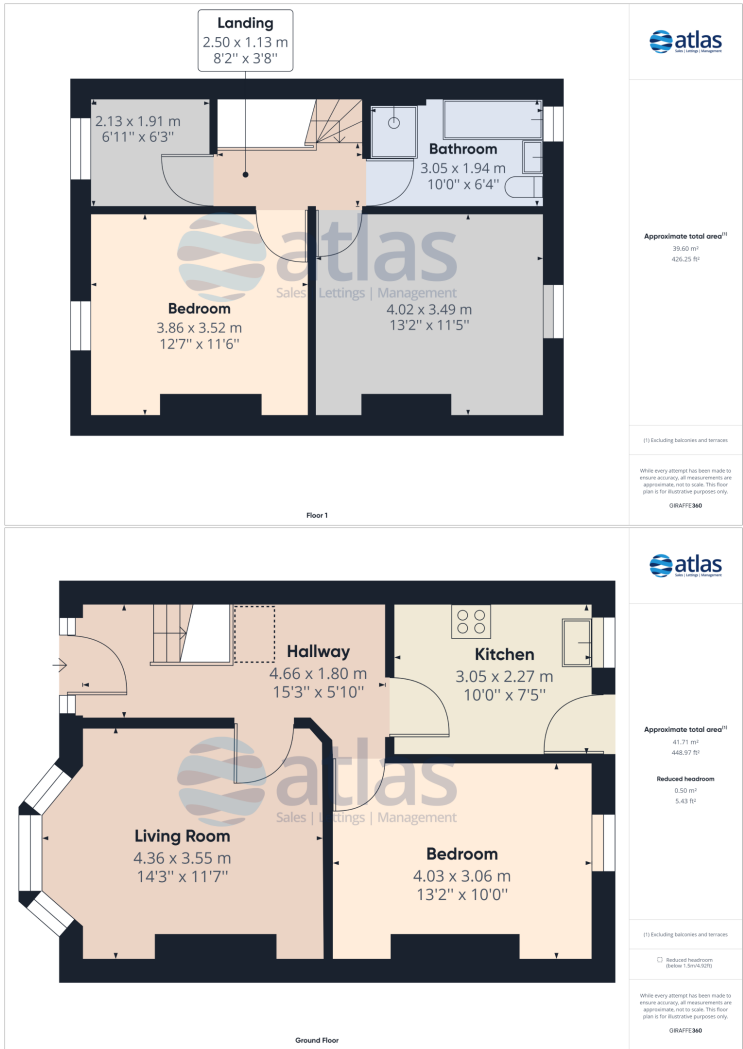 Landing
2.50 x 1.13 m
8'2'' x 3'8''
2.13 x 1.91 m
6'11'' x 6'3''
Bathroom
3.05 x 1.94 m
10'0'' x 6'4''
Bedroom
3.86 x 3.52 m
12'7'' x 11'6''
4.02 x 3.49 m
13'2'' x 11'5''
atlas
Sales | Lettings | Management
Floor 1
atlas
Sales | Lettings | Management
Approximate total area(1)
39.60 m²
426.25 ft²
(1) Excluding balconies and terraces
While every attempt has been made to
ensure accuracy, all measurements are
approximate, not to scale. This floor
plan is for illustrative purposes only.
GIRAFFE360
Hallway
4.66 x 1.80 m
15'3'' x 5'10''
Kitchen
3.05 x 2.27 m
10'0'' x 7'5''
Living Room
4.36 x 3.55 m
14'3'' x 11'7''
Bedroom
4.03 x 3.06 m
13'2'' x 10'0''
atlas
Sales | Lettings | Management
Ground Floor
atlas
Sales | Lettings | Management
Approximate total area(1)
41.71 m²
448.97 ft²
Reduced headroom
0.50 m²
5.43 ft²
(1) Excluding balconies and terraces
Reduced headroom
(below 1.5m/4.92ft)
While every attempt has been made to
ensure accuracy, all measurements are
approximate, not to scale. This floor
plan is for illustrative purposes only.
GIRAFFE360